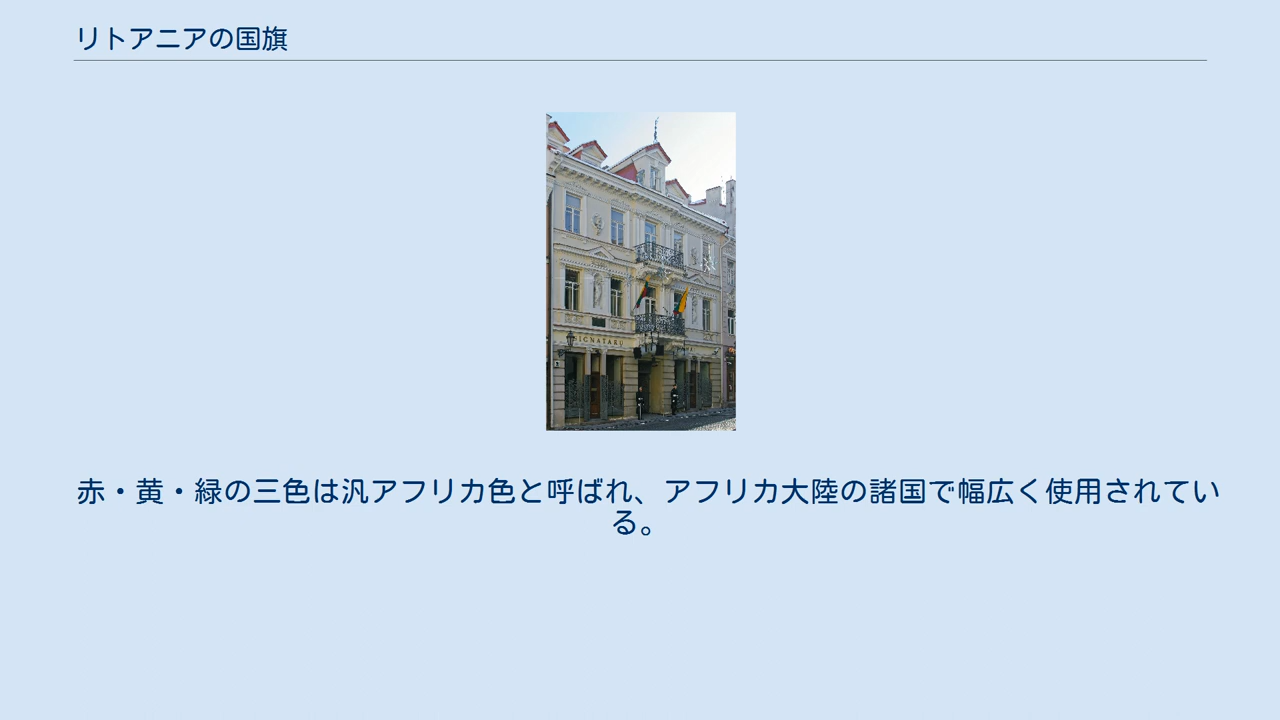 リトアニアの国旗
SIGNATARŲ
赤・黄・緑の三色は汎アフリカ色と呼ばれ、アフリカ大陸の諸国で幅広く使用されてい
る。